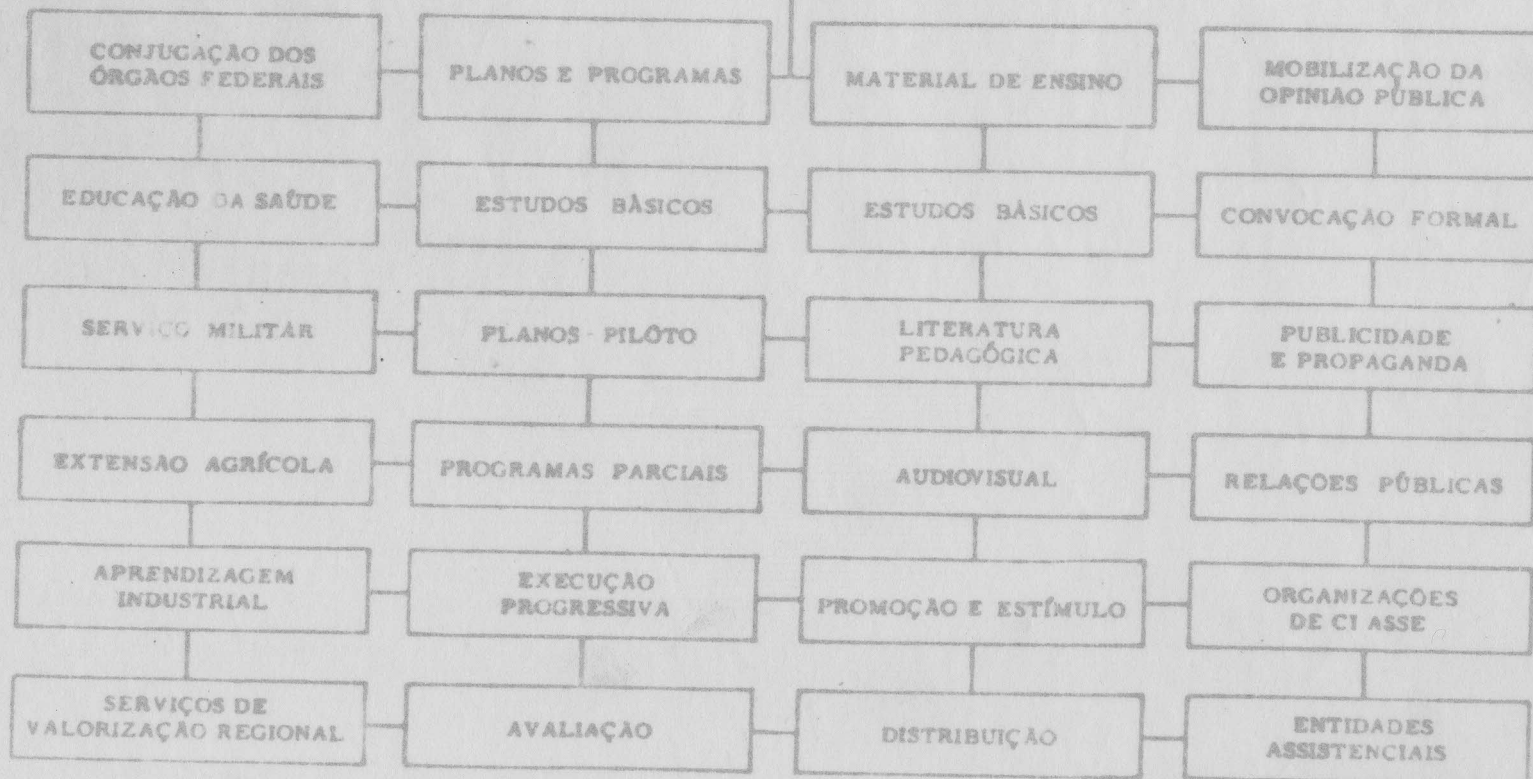 CONJUGAÇÃO DOS
ÓRGÃOS FEDERAIS
PLANOS E PROGRAMAS
MATERIAL DE ENSINO
MOBILIZAÇÃO DA
OPINIÃO PÚBLICA
EDUCAÇÃO DA SAÚDE
ESTUDOS BÁSICOS
ESTUDOS BÁSICOS
CONVOCAÇÃO FORMAL
SERVIÇO MILITAR
PLANOS - PILÔTO
LITERATURA
PEDAGÓGICA
PUBLICIDADE
E PROPAGANDA
EXTENSÃO AGRÍCOLA
PROGRAMAS PARCIAIS
AUDIOVISUAL
RELAÇÕES PÚBLICAS
APRENDIZAGEM
INDUSTRIAL
EXECUÇÃO
PROGRESSIVA
PROMOÇÃO E ESTÍMULO
ORGANIZAÇÕES
DE CLASSE
SERVIÇOS DE
VALORIZAÇÃO REGIONAL
AVALIAÇÃO
DISTRIBUIÇÃO
ENTIDADES
ASSISTENCIAIS